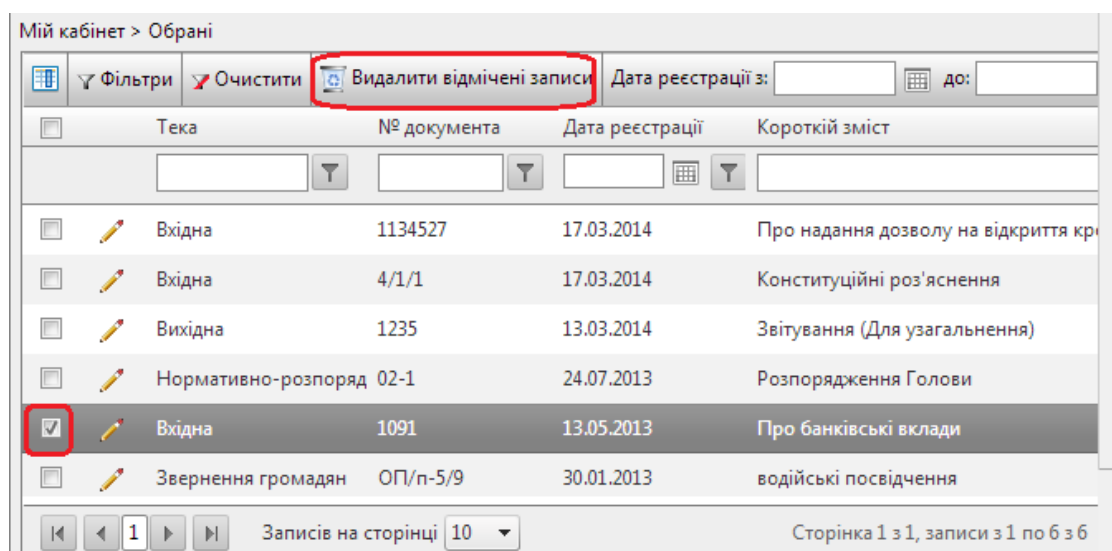 Мій кабінет > Обрані
Фільтри Очистити Видалити відмічені записи Дата реєстрації з: до:
Тека № документа Дата реєстрації Короткій зміст
Вхідна 1134527 17.03.2014 Про надання дозволу на відкриття
Вхідна 4/1/1 17.03.2014 Конституційні роз'яснення
Вихідна 1235 13.03.2014 Звітування (Для узагальнення)
Нормативно-розпоряд 02-1 24.07.2013 Розпорядження Голови
Вхідна 1091 13.05.2013 Про банківські вклади
Звернення громадян ОП/п-5/9 30.01.2013 водійські посвідчення
1 Записів на сторінці 10 Сторінка 1 з 1, записи з 1 по 6 з 6